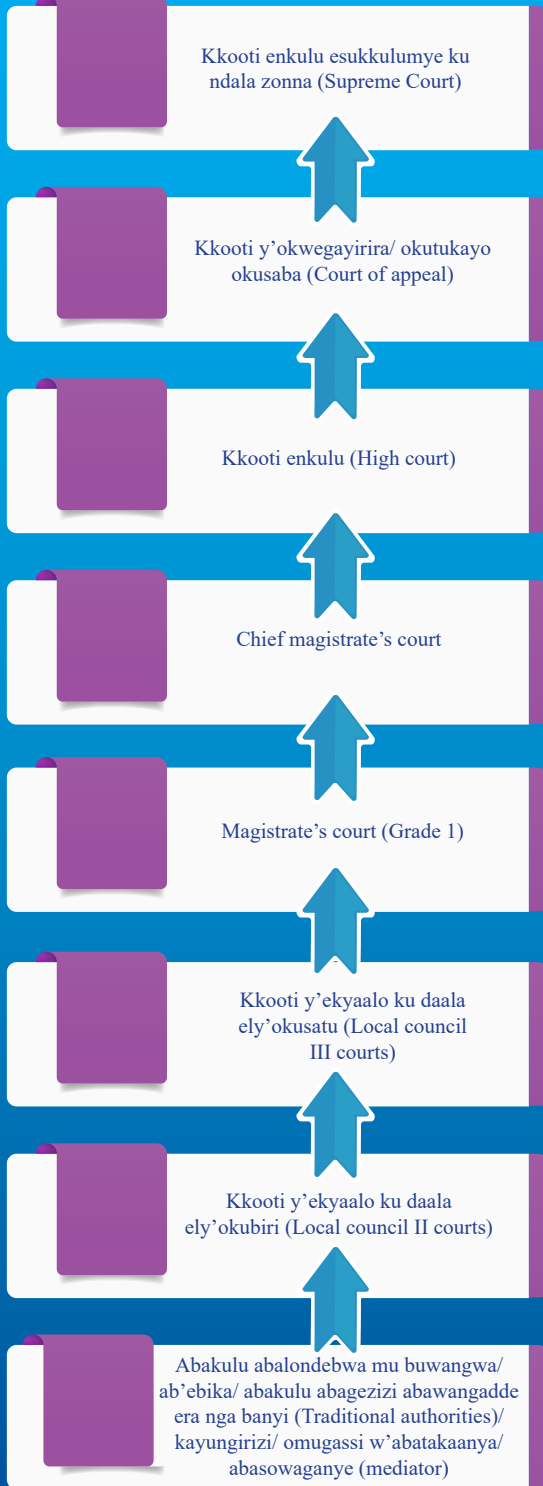 Kkooti enkulu esukkulumye ku
ndala zonna (Supreme Court)
Kkooti y’okwegayirira/ okutukayo
okusaba (Court of appeal)
Kkooti enkulu (High court)
Chief magistrate’s court
Magistrate’s court (Grade 1)
Kkooti y’ekyaalo ku daala
ely’okusatu (Local council
III courts)
Kkooti y’ekyaalo ku daala
ely’okubiri (Local council II courts)
Abakulu abalondebwa mu buwangwa/
ab’ebika/ abakulu abagezizi abawangadde
era nga banyi (Traditional authorities)/
kayungirizi/ omugassi w’abatakaanya/
abasowaganye (mediator)